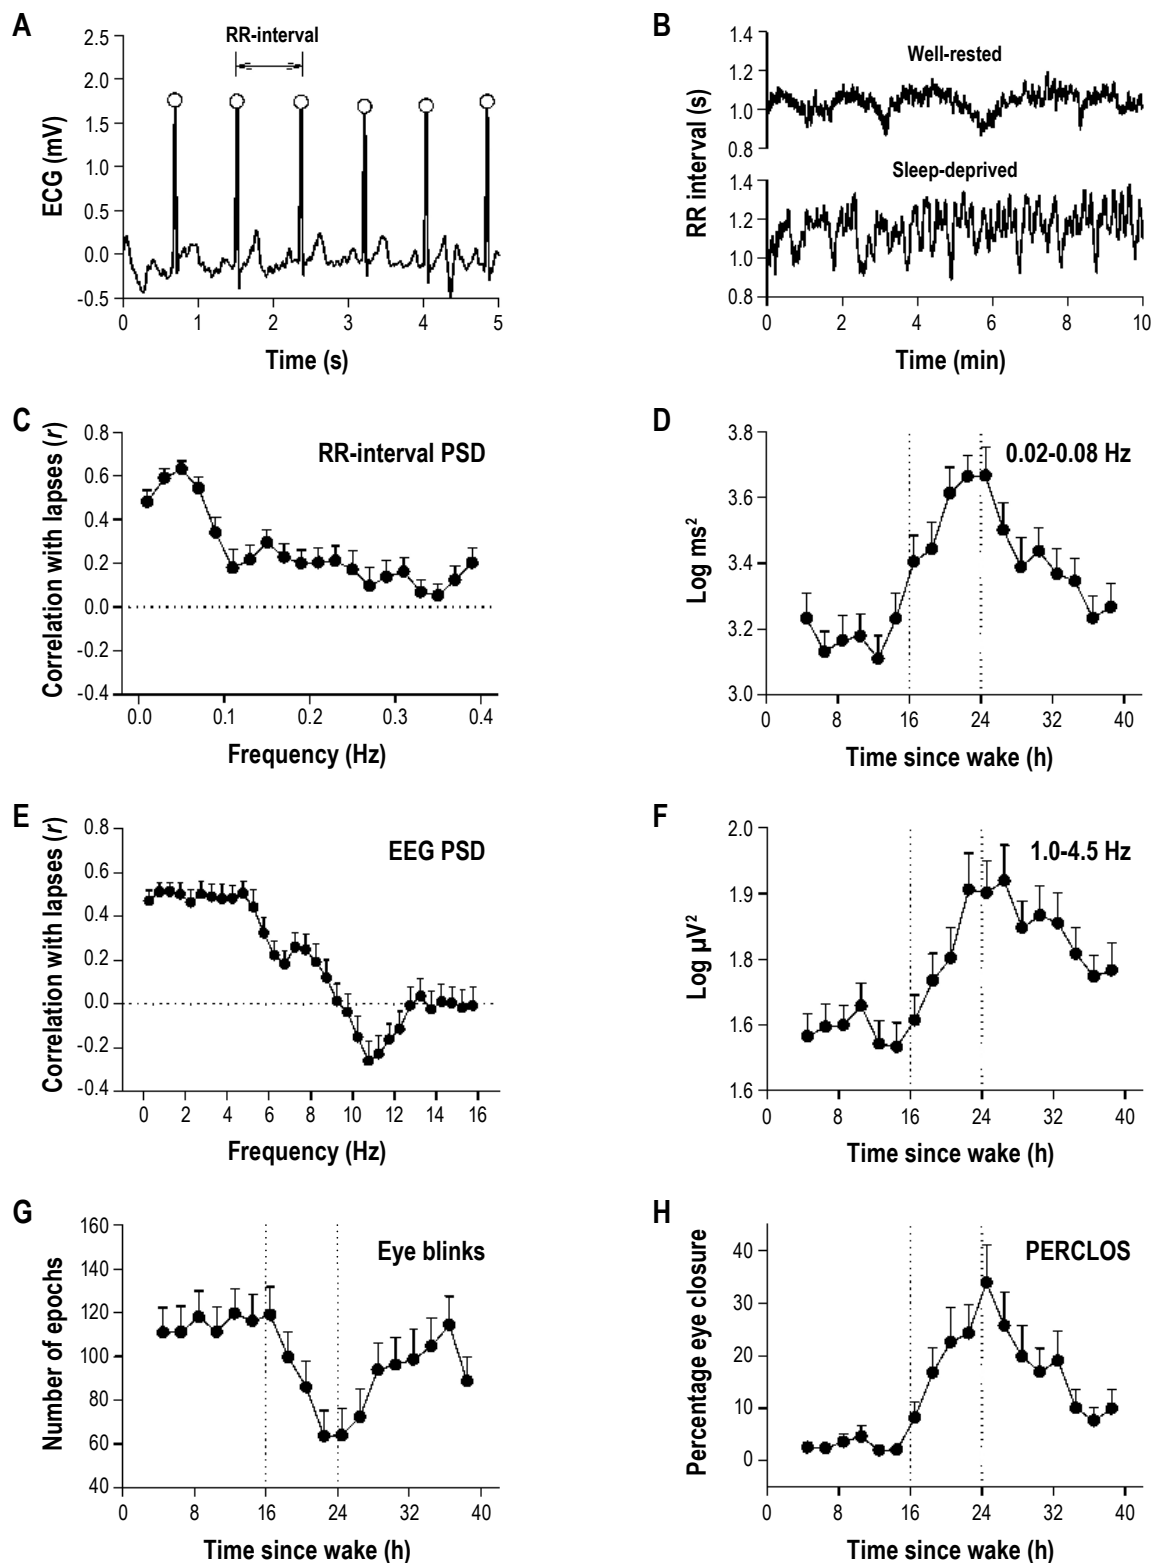 A
RR-interval
ECG (mV)
2.5
2.0
1.5
1.0
0.5
0.0
-0.5
0 1 2 3 4 5
Time (s)
B
RR interval (s)
Well-rested
1.4
1.2
1.0
0.8
Sleep-deprived
1.4
1.2
1.0
0.8
0 2 4 6 8 10
Time (min)
C
RR-interval PSD
Correlation with lapses (r)
0.8
0.6
0.4
0.2
0.0
-0.2
-0.4
0.0 0.1 0.2 0.3 0.4
Frequency (Hz)
D
0.02-0.08 Hz
Log ms²
3.8
3.6
3.4
3.2
3.0
0 8 16 24 32 40
Time since wake (h)
E
EEG PSD
Correlation with lapses (r)
0.8
0.6
0.4
0.2
0.0
-0.2
-0.4
0 2 4 6 8 10 12 14 16
Frequency (Hz)
F
1.0-4.5 Hz
Log µV²
2.0
1.9
1.8
1.6
1.6
0 8 16 24 32 40
Time since wake (h)
G
Eye blinks
Number of epochs
160
140
120
100
80
60
40
0 8 16 24 32 40
Time since wake (h)
H
PERCLOS
Percentage eye closure
40
30
20
10
0
0 8 16 24 32 40
Time since wake (h)